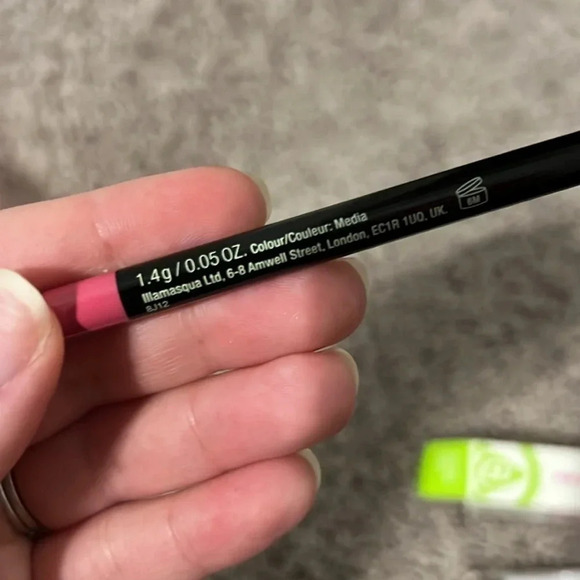 1.4g / 0.05 OZ. Colour/Couleur: Media
Illamasqua Ltd, 6-8 Amwell Street, London, EC1R 1UQ. UK.
8J12
6M